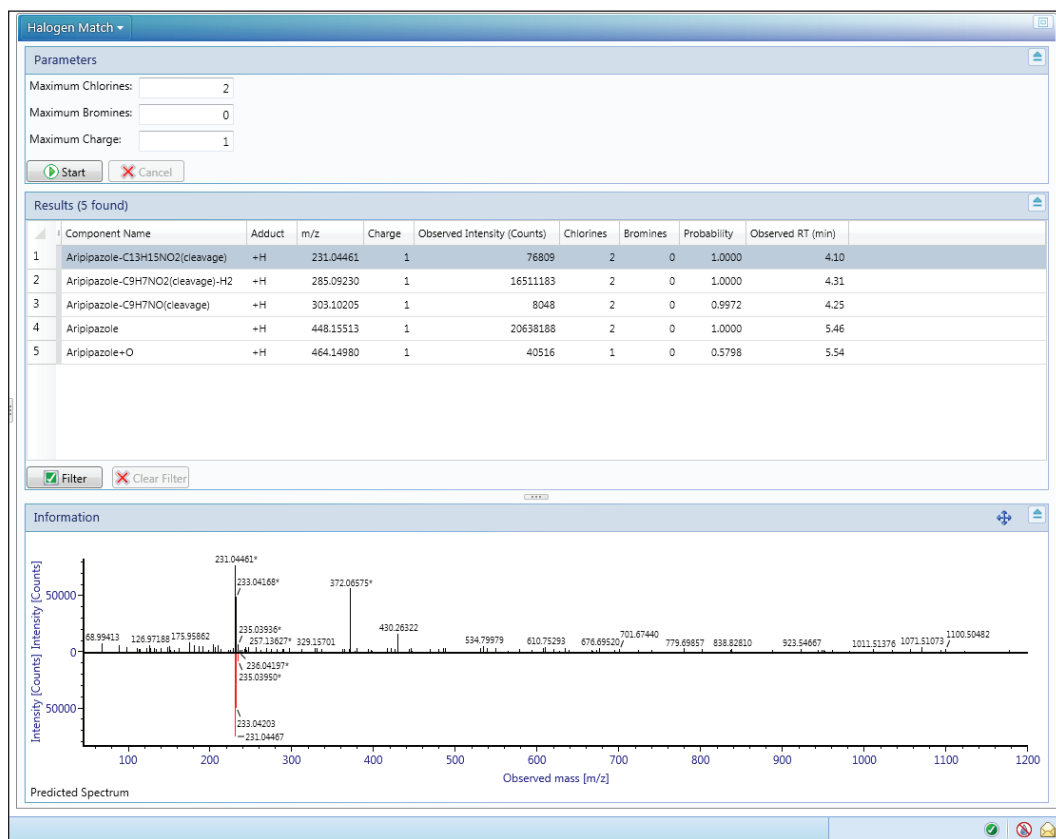 Halogen Match
Parameters
Maximum Chlorines: 2
Maximum Bromines: 0
Maximum Charge: 1
Start Cancel
Results (5 found)
Component Name Adduct m/z Charge Observed Intensity (Counts) Chlorines Bromines Probability Observed RT (min)
1 Aripipazole-C13H15NO2(cleavage) +H 231.04461 1 76809 2 0 1.0000 4.10
2 Aripipazole-C9H7NO2(cleavage)-H2 +H 285.09230 1 16511183 2 0 1.0000 4.31
3 Aripipazole-C9H7NO(cleavage) +H 303.10205 1 8048 2 0 0.9972 4.25
4 Aripipazole +H 448.15513 1 20638188 2 0 1.0000 5.46
5 Aripipazole+O +H 464.14980 1 40516 1 0 0.5798 5.54
Filter Clear Filter
Information
Intensity [Counts] Intensity [Counts]
231.04461*
233.04168* 372.06575*
50000
235.03936* 430.26322
68.99413 126.97188 175.95862 257.13627* 329.15701 534.79979 610.75293 676.69520 701.67440 779.69857 838.82810 923.54667 1011.51376 1071.51073 1100.50482
0
236.04197*
235.03950*
50000
233.04203
231.04467
100 200 300 400 500 600 700 800 900 1000 1100 1200
Observed mass [m/z]
Predicted Spectrum